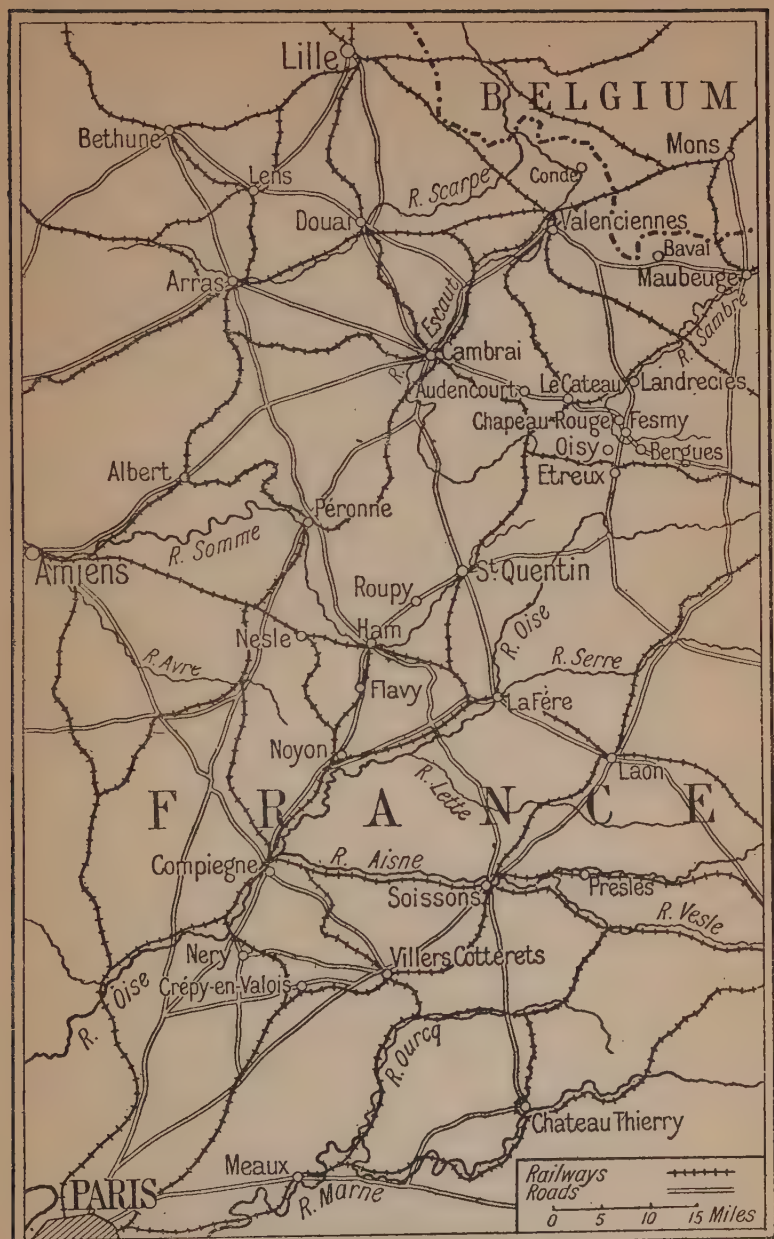 Lille
BELGIUM
Bethune
Mons
Lens
Condé
R. Scarpe
Douai
Valenciennes
Bavai
Arras
Maubeuge
R. Escaut
R. Sambre
Cambrai
Audencourt
Le Cateau
Landrecies
Chapeau-Rouge
Fesmy
Oisy
Bergues
Albert
Etreux
Péronne
R. Somme
Amiens
St. Quentin
Roupy
R. Oise
Nesle
Ham
R. Avre
R. Serre
Flavy
La Fére
Noyon
Laon
R. Lette
FRANCE
Compiegne
R. Aisne
Presles
Soissons
R. Vesle
Nery
Villers Cotterets
Crépy-en-Valois
R. Oise
R. Ourcq
Chateau Thierry
Meaux
R. Marne
PARIS
Railways
Roads
0 5 10 15 Miles